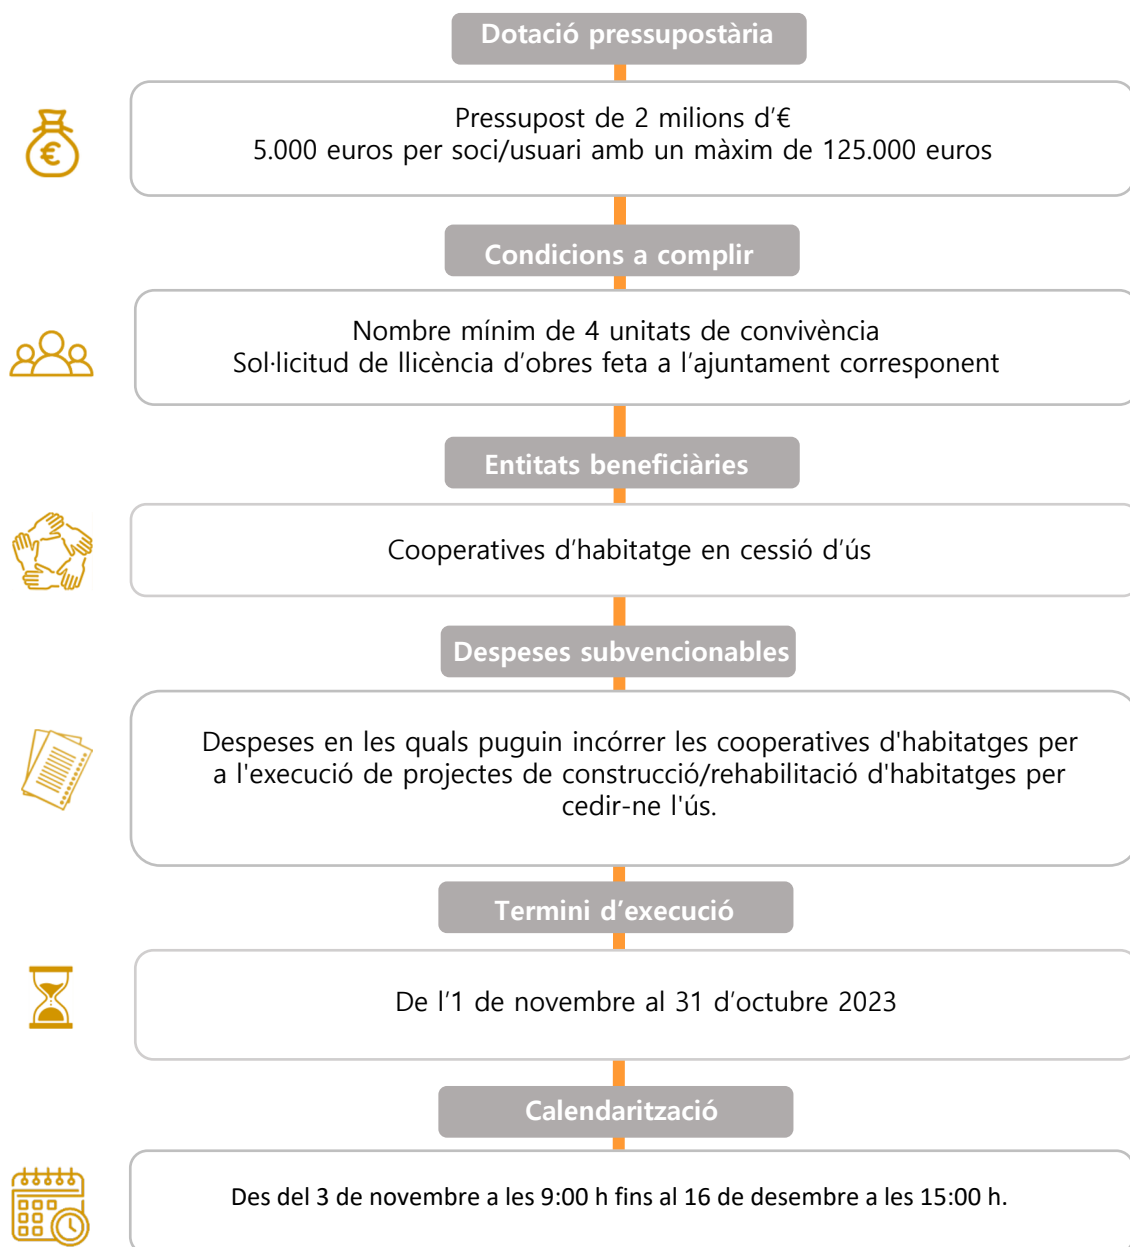 Dotació pressupostària
Pressupost de 2 milions d'€
5.000 euros per soci/usuari amb un màxim de 125.000 euros
Condicions a complir
Nombre mínim de 4 unitats de convivència
Sol·licitud de llicència d'obres feta a l'ajuntament corresponent
Entitats beneficiàries
Cooperatives d'habitatge en cessió d'ús
Despeses subvencionables
Despeses en les quals puguin incórrer les cooperatives d'habitatges per
a l'execució de projectes de construcció/rehabilitació d'habitatges per
cedir-ne l'ús.
Termini d'execució
De l'1 de novembre al 31 d'octubre 2023
Calendarització
Des del 3 de novembre a les 9:00 h fins al 16 de desembre a les 15:00 h.